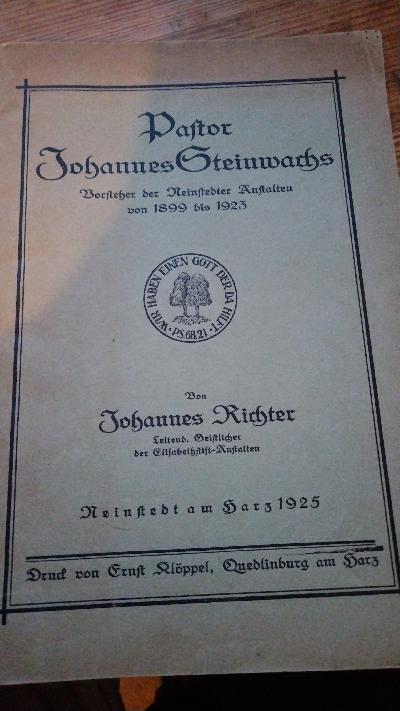 Pastor
Johannes Steinwachs
Vorsteher der Neinstedter Anstalten
von 1899 bis 1923
WIR HABEN EINEN GOTT DER DA HILFT · PS.68,21 ·
Von
Johannes Richter
Leitend. Geistlicher
der Elisabethstift-Anstalten
Neinstedt am Harz 1925
Druck von Ernst Klöppel, Quedlinburg am Harz